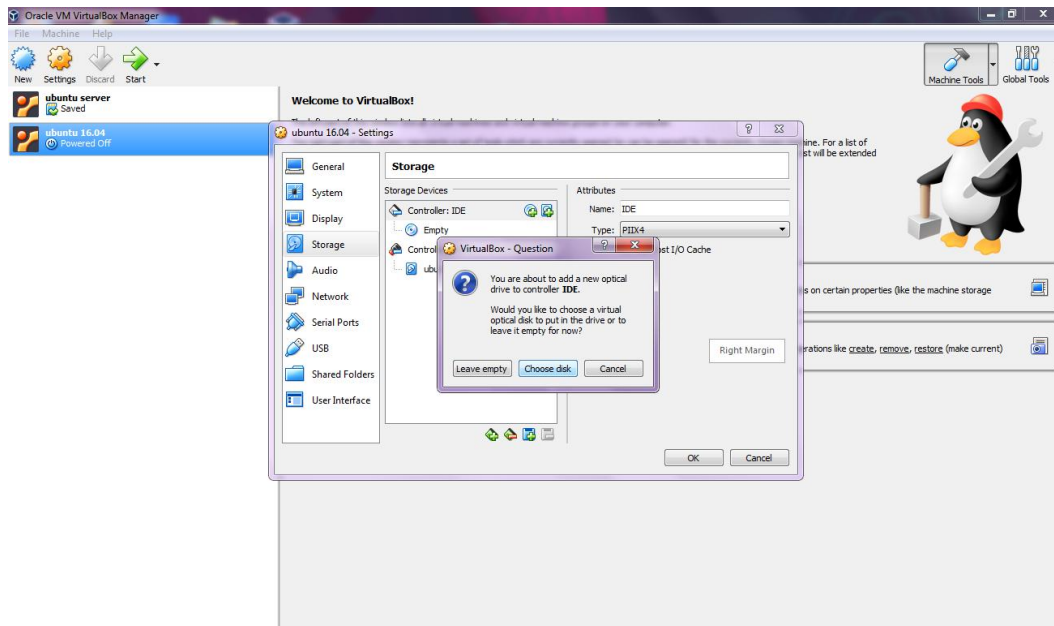 Oracle VM VirtualBox Manager
File Machine Help
New Settings Discard Start
Machine Tools Global Tools
ubuntu server
Saved
ubuntu 16.04
Powered Off
Welcome to VirtualBox!
ine. For a list of
st will be extended
s on certain properties (like the machine storage
erations like create, remove, restore (make current)
ubuntu 16.04 - Settings
General
System
Display
Storage
Audio
Network
Serial Ports
USB
Shared Folders
User Interface
Storage
Storage Devices
Controller: IDE
Empty
Control
ubu
Attributes
Name: IDE
Type: PIIX4
st I/O Cache
Right Margin
OK Cancel
VirtualBox - Question
You are about to add a new optical
drive to controller IDE.
Would you like to choose a virtual
optical disk to put in the drive or to
leave it empty for now?
Leave empty Choose disk Cancel